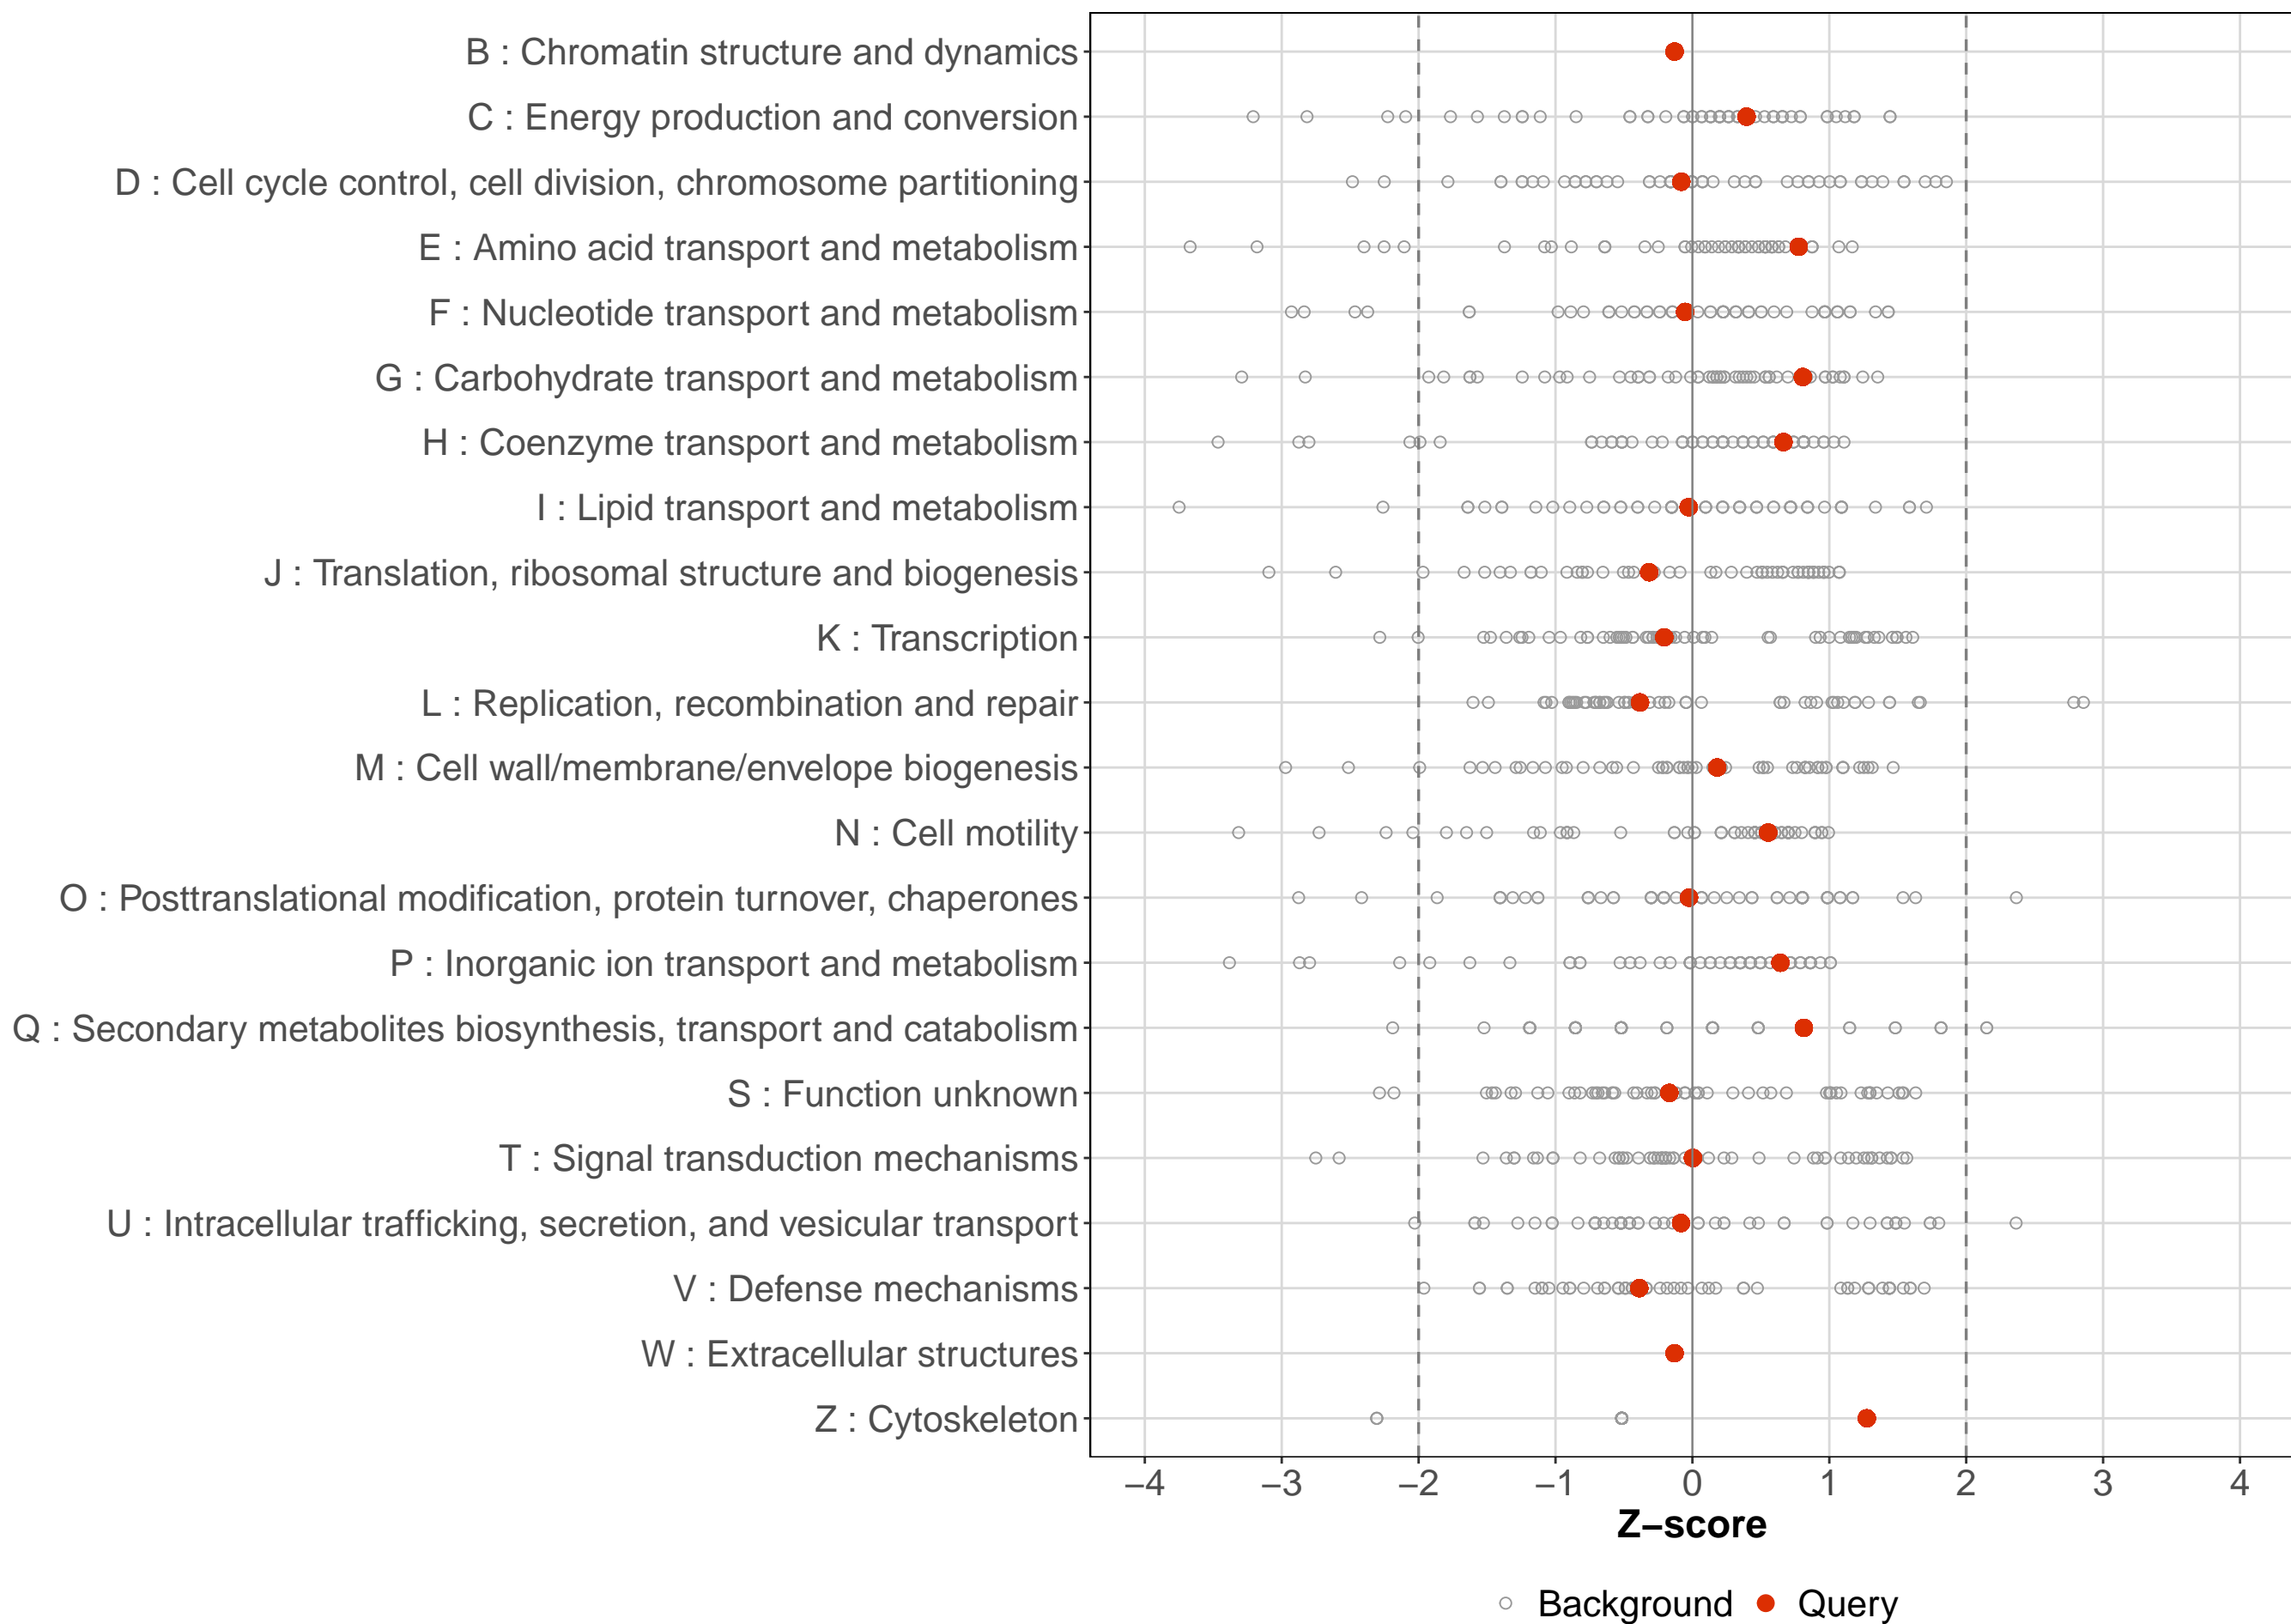 B : Chromatin structure and dynamics
C : Energy production and conversion
D : Cell cycle control, cell division, chromosome partitioning
E : Amino acid transport and metabolism
F : Nucleotide transport and metabolism
G : Carbohydrate transport and metabolism
H : Coenzyme transport and metabolism
I : Lipid transport and metabolism
J : Translation, ribosomal structure and biogenesis
K : Transcription
L : Replication, recombination and repair
M : Cell wall/membrane/envelope biogenesis
N : Cell motility
O : Posttranslational modification, protein turnover, chaperones
P : Inorganic ion transport and metabolism
Q : Secondary metabolites biosynthesis, transport and catabolism
S : Function unknown
T : Signal transduction mechanisms
U : Intracellular trafficking, secretion, and vesicular transport
V : Defense mechanisms
W : Extracellular structures
Z : Cytoskeleton
−4 −3 −2 −1 0 1 2 3 4
Z−score
Background Query